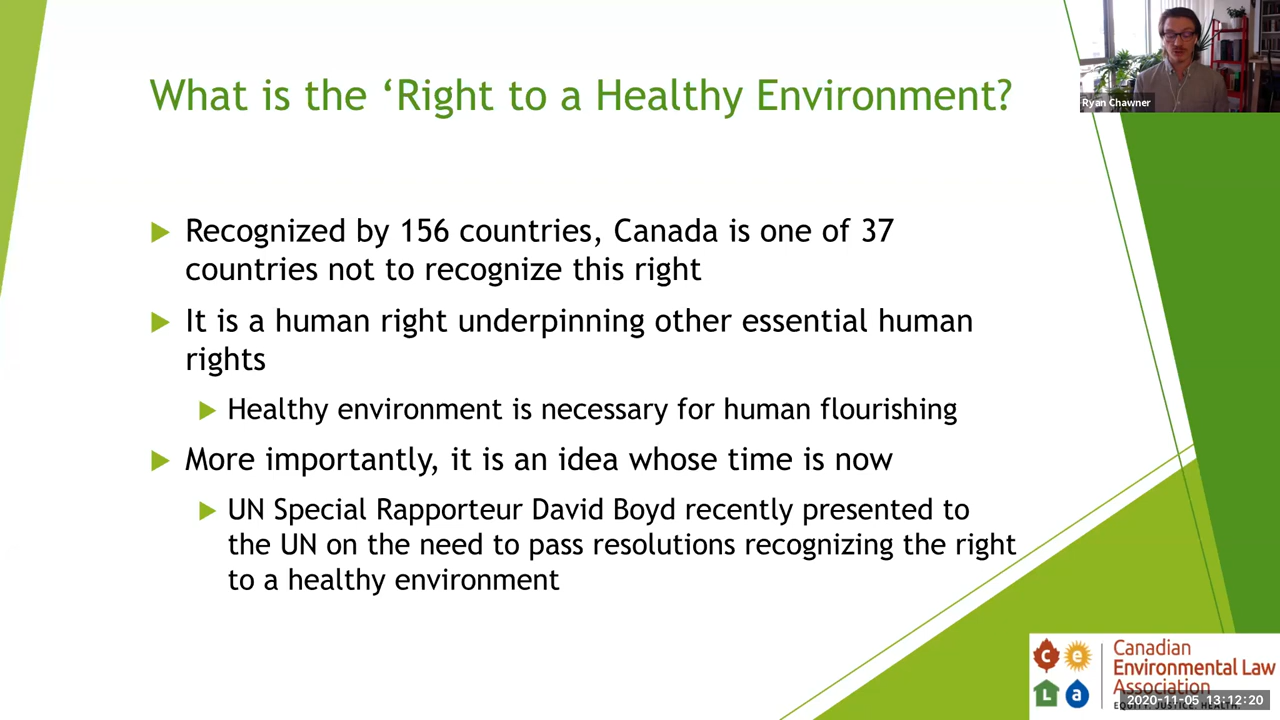 What is the ‘Right to a Healthy Environment?
Ryan Chawner
Recognized by 156 countries, Canada is one of 37
countries not to recognize this right
It is a human right underpinning other essential human
rights
Healthy environment is necessary for human flourishing
More importantly, it is an idea whose time is now
UN Special Rapporteur David Boyd recently presented to
the UN on the need to pass resolutions recognizing the right
to a healthy environment
C e
L a
Canadian
Environmental Law
Association
EQUITY. JUSTICE. HEALTH.
2020-11-05 13:12:20